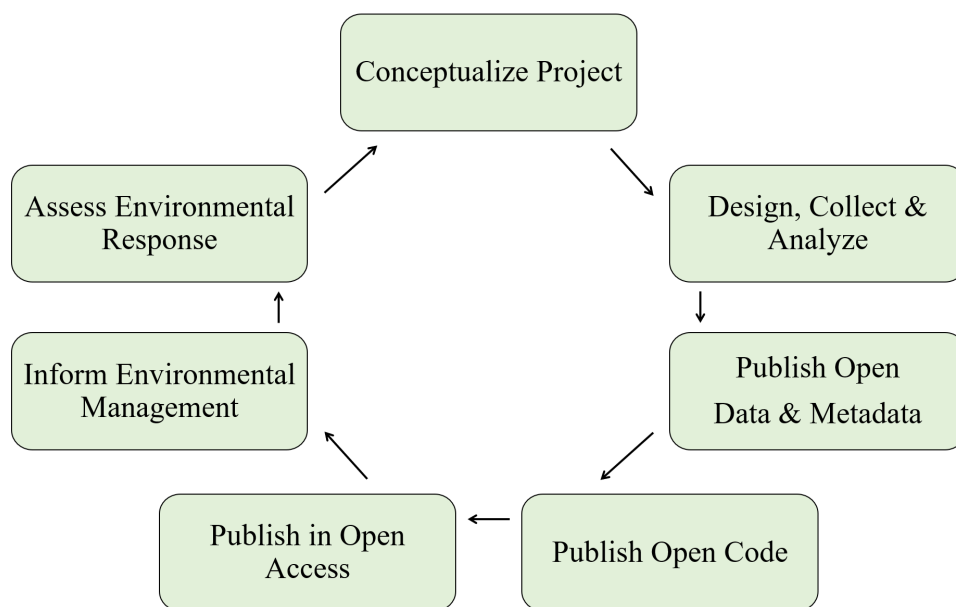 Conceptualize Project
Design, Collect &
Analyze
Publish Open
Data & Metadata
Publish Open Code
Publish in Open
Access
Inform Environmental
Management
Assess Environmental
Response